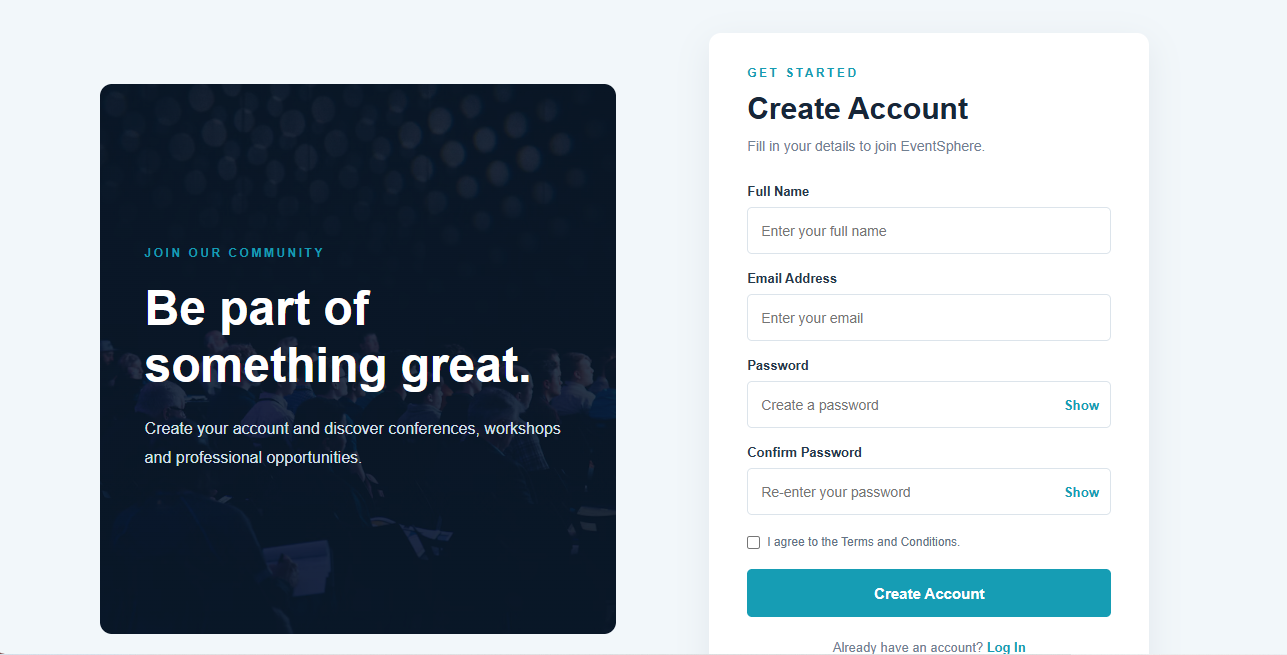 JOIN OUR COMMUNITY
Be part of
something great.
Create your account and discover conferences, workshops
and professional opportunities.
GET STARTED
Create Account
Fill in your details to join EventSphere.
Full Name
Enter your full name
Email Address
Enter your email
Password
Create a password Show
Confirm Password
Re-enter your password Show
I agree to the Terms and Conditions.
Create Account
Already have an account? Log In